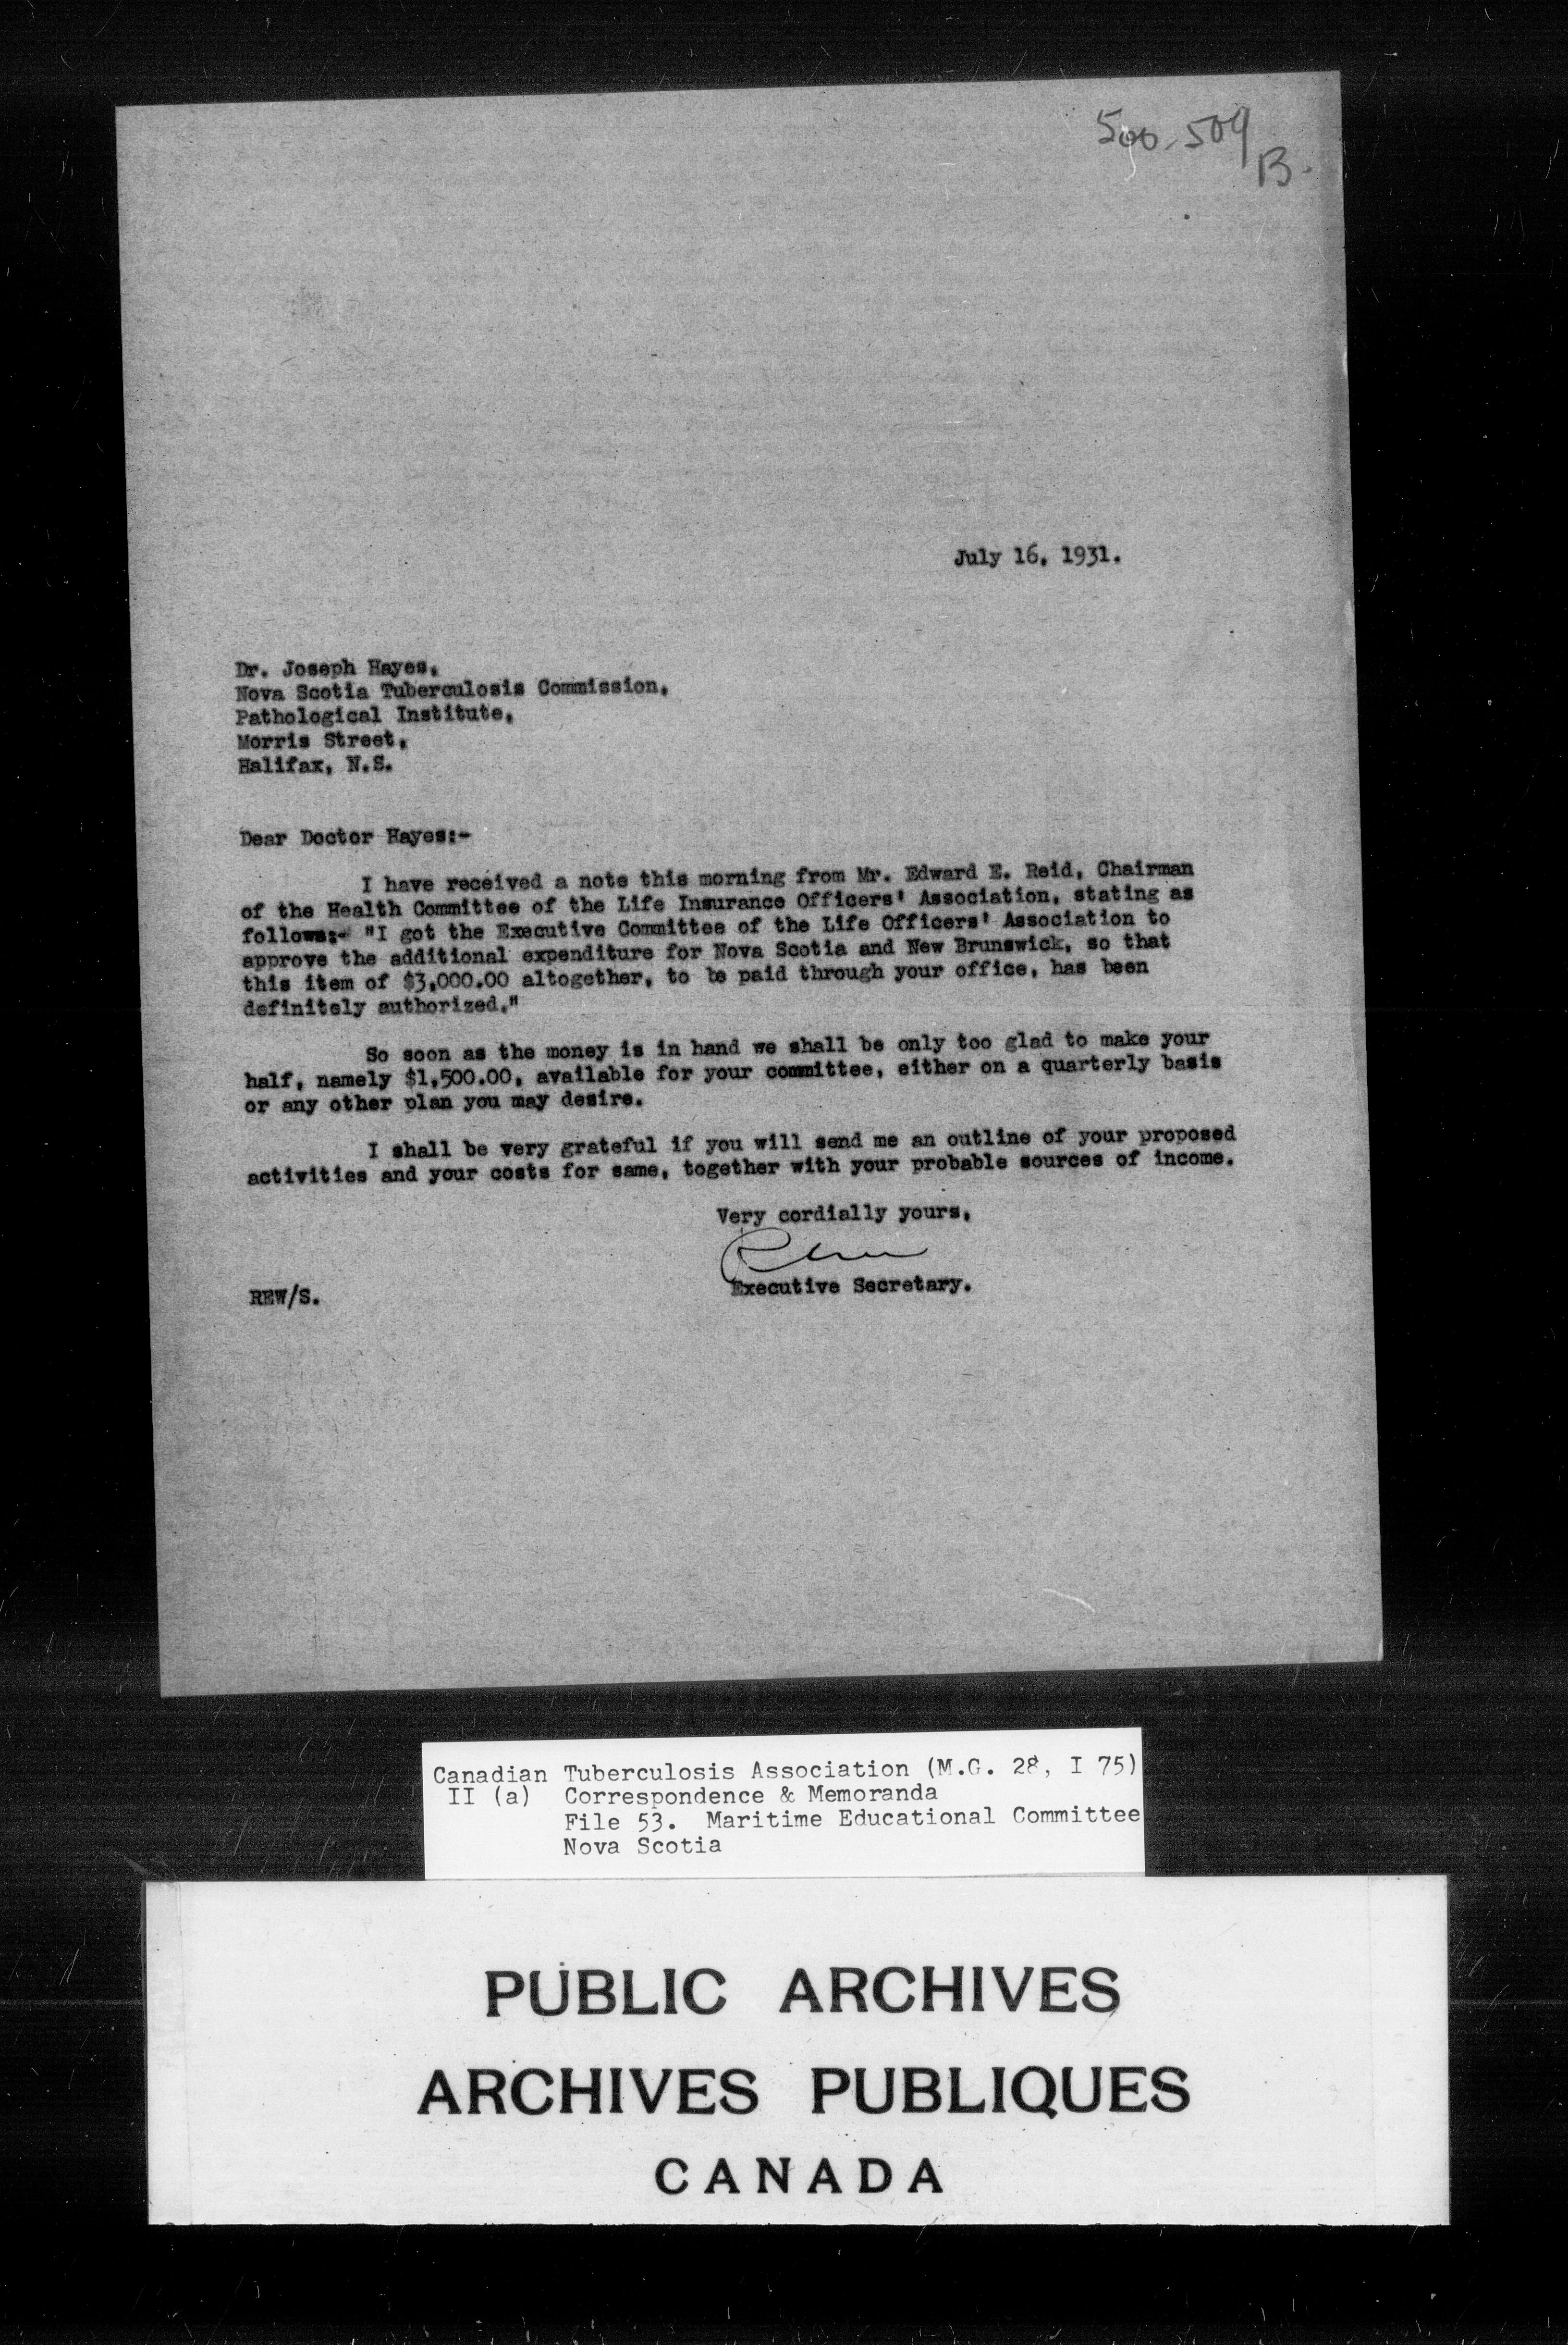 500-509
B.
July 16, 1931.
Dr. Joseph Hayes,
Nova Scotia Tuberculosis Commission,
Pathological Institute,
Morris Street,
Halifax, N.S.
Dear Doctor Hayes:-
I have received a note this morning from Mr. Edward E. Reid, Chairman
of the Health Committee of the Life Insurance Officers' Association, stating as
follows:- "I got the Executive Committee of the Life Officers' Association to
approve the additional expenditure for Nova Scotia and New Brunswick, so that
this item of $3,000.00 altogether, to be paid through your office, has been
definitely authorized."
So soon as the money is in hand we shall be only too glad to make your
half, namely $1,500.00, available for your committee, either on a quarterly basis
or any other plan you may desire.
I shall be very grateful if you will send me an outline of your proposed
activities and your costs for same, together with your probable sources of income.
Very cordially yours,
Executive Secretary.
REW/S.
Canadian Tuberculosis Association (M.G. 28, I 75)
II (a) Correspondence & Memoranda
File 53. Maritime Educational Committee
Nova Scotia
PUBLIC ARCHIVES
ARCHIVES PUBLIQUES
CANADA